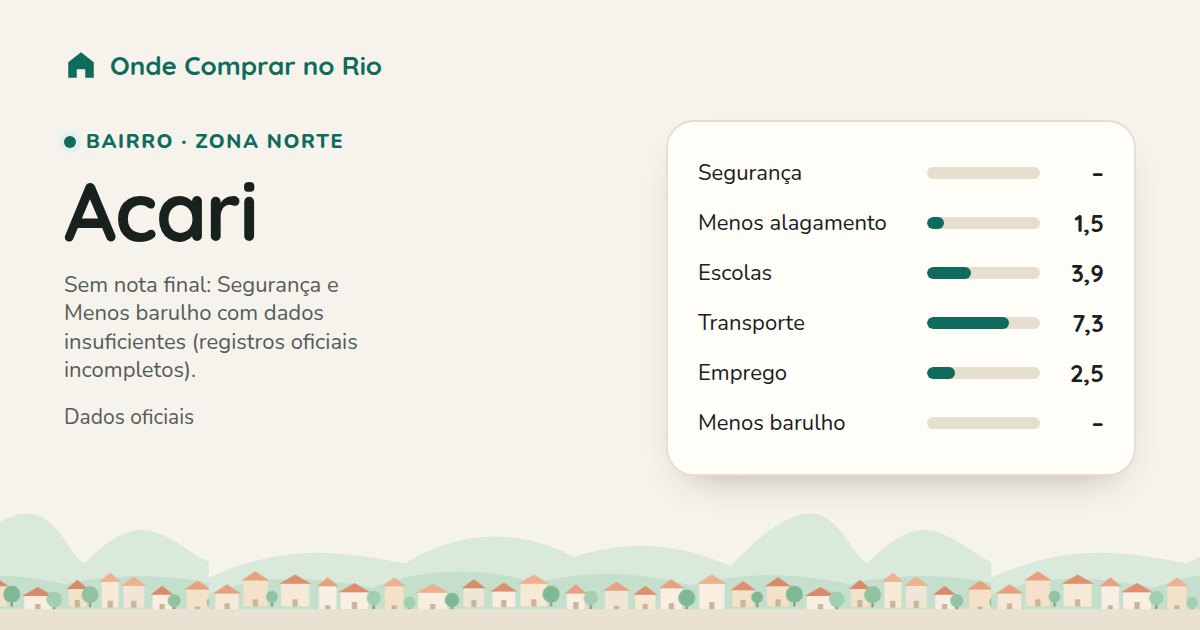 Onde Comprar no Rio
BAIRRO · ZONA NORTE
Acari
Sem nota final: Segurança e
Menos barulho com dados
insuficientes (registros oficiais
incompletos).
Dados oficiais
Segurança –
Menos alagamento 1,5
Escolas 3,9
Transporte 7,3
Emprego 2,5
Menos barulho –